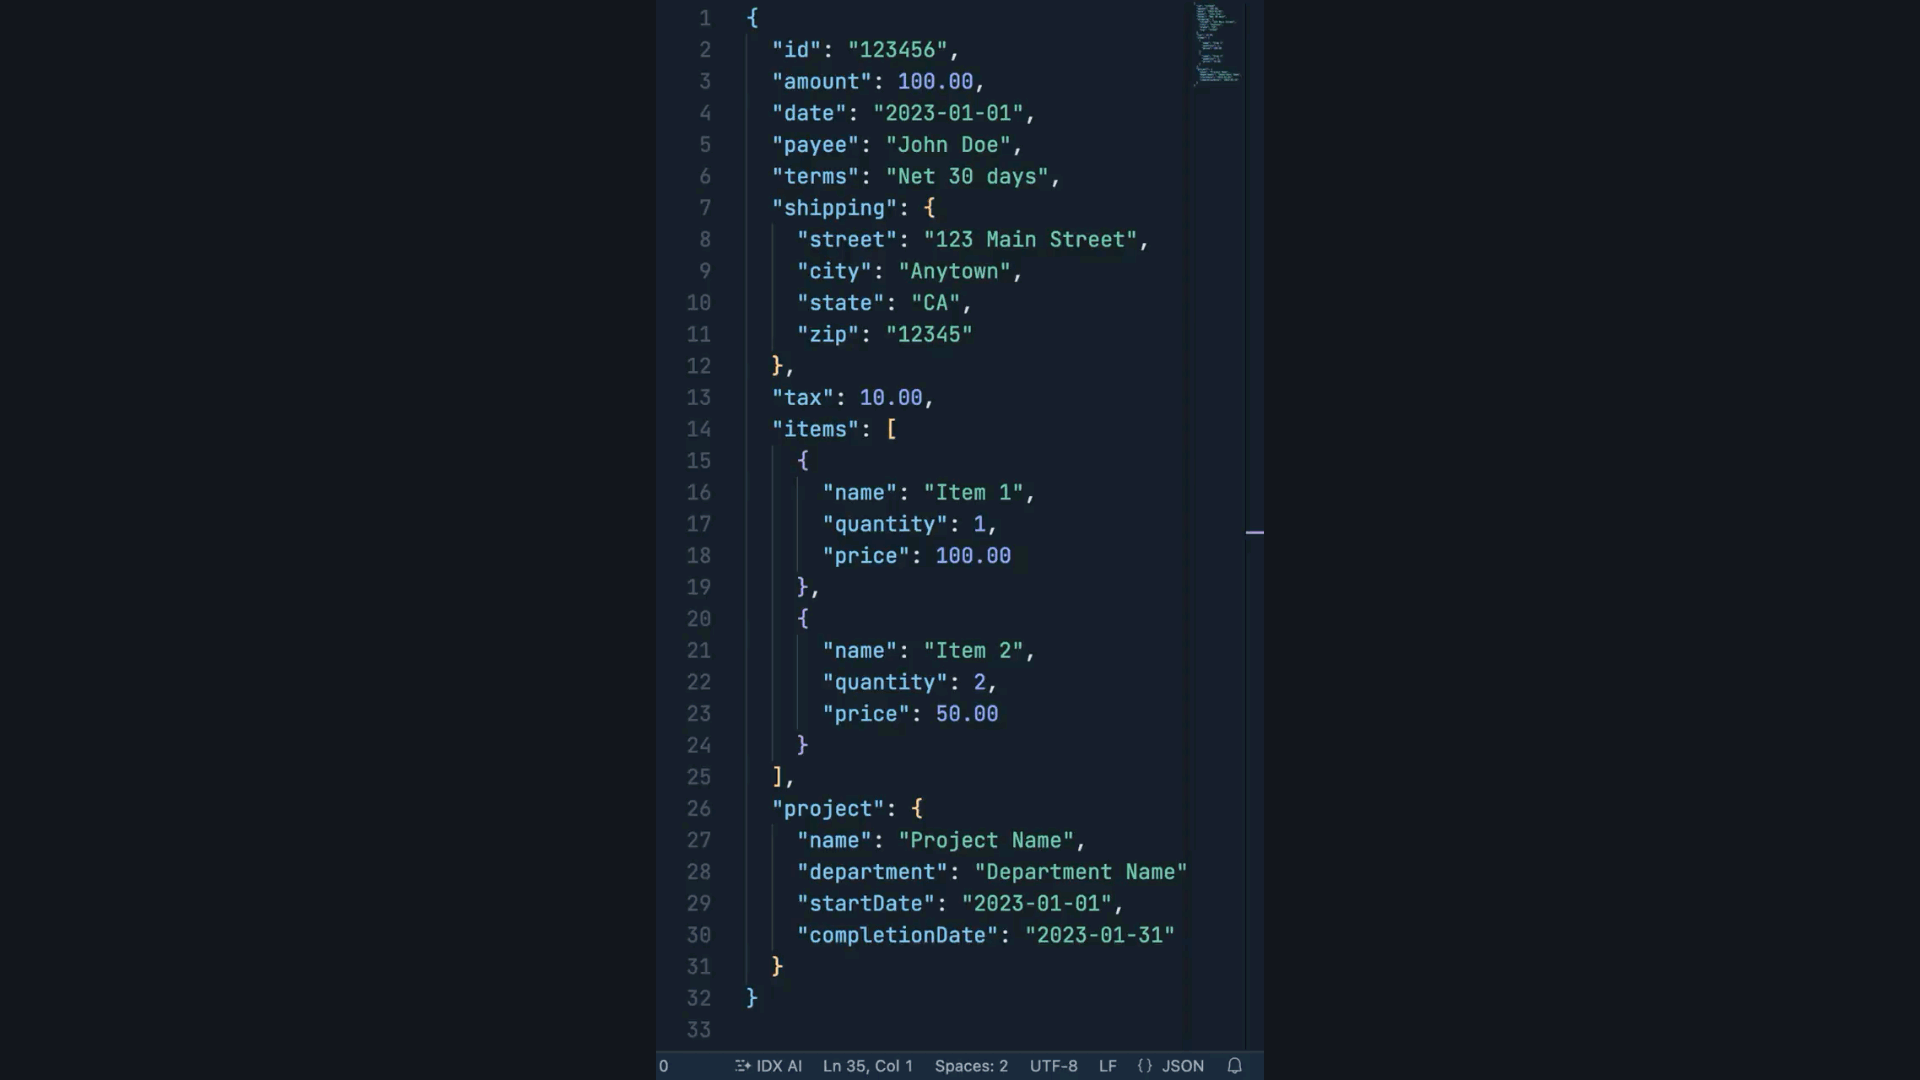 1 {
2 "id": "123456",
3 "amount": 100.00,
4 "date": "2023-01-01",
5 "payee": "John Doe",
6 "terms": "Net 30 days",
7 "shipping": {
8 "street": "123 Main Street",
9 "city": "Anytown",
10 "state": "CA",
11 "zip": "12345"
12 },
13 "tax": 10.00,
14 "items": [
15 {
16 "name": "Item 1",
17 "quantity": 1,
18 "price": 100.00
19 },
20 {
21 "name": "Item 2",
22 "quantity": 2,
23 "price": 50.00
24 }
25 ],
26 "project": {
27 "name": "Project Name",
28 "department": "Department Name"
29 "startDate": "2023-01-01",
30 "completionDate": "2023-01-31"
31 }
32 }
33
0 IDX AI Ln 35, Col 1 Spaces: 2 UTF-8 LF {} JSON